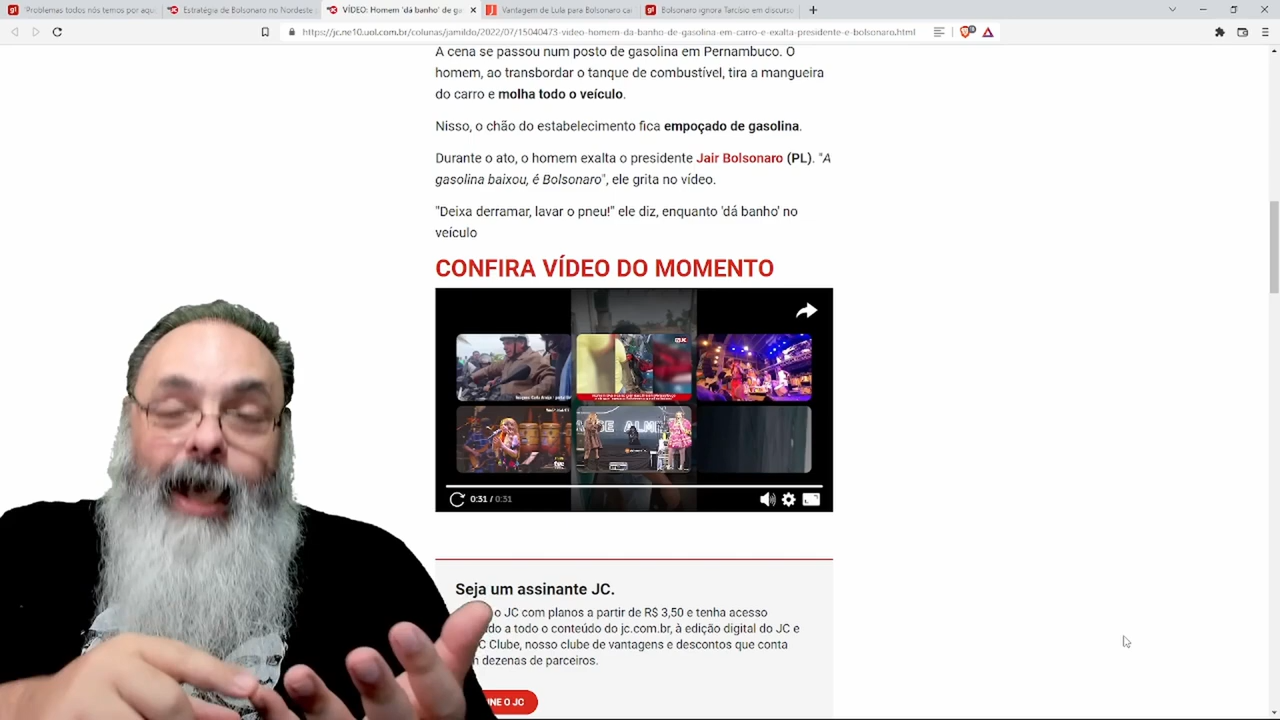 "Problemas todos nós temos por aqu
Estratégia de Bolsonaro no Nordeste
VÍDEO: Homem 'dá banho' de ga
Vantagem de Lula para Bolsonaro ca
Bolsonaro ignora Tarcísio em discurso
https://jc.ne10.uol.com.br/colunas/jamildo/2022/07/15040473-video-homem-da-banho-de-gasolina-em-carro-e-exalta-presidente-e-bolsonaro.html
A cena se passou num posto de gasolina em Pernambuco. O
homem, ao transbordar o tanque de combustível, tira a mangueira
do carro e molha todo o veículo.
Nisso, o chão do estabelecimento fica empoçado de gasolina.
Durante o ato, o homem exalta o presidente Jair Bolsonaro (PL). "A
gasolina baixou, é Bolsonaro", ele grita no vídeo.
"Deixa derramar, lavar o pneu!" ele diz, enquanto 'dá banho' no
veículo
CONFIRA VÍDEO DO MOMENTO
0:31 / 0:31
Seja um assinante JC.
o JC com planos a partir de R$ 3,50 e tenha acesso
do a todo o conteúdo do jc.com.br, à edição digital do JC e
C Clube, nosso clube de vantagens e descontos que conta
dezenas de parceiros.
NE O JC